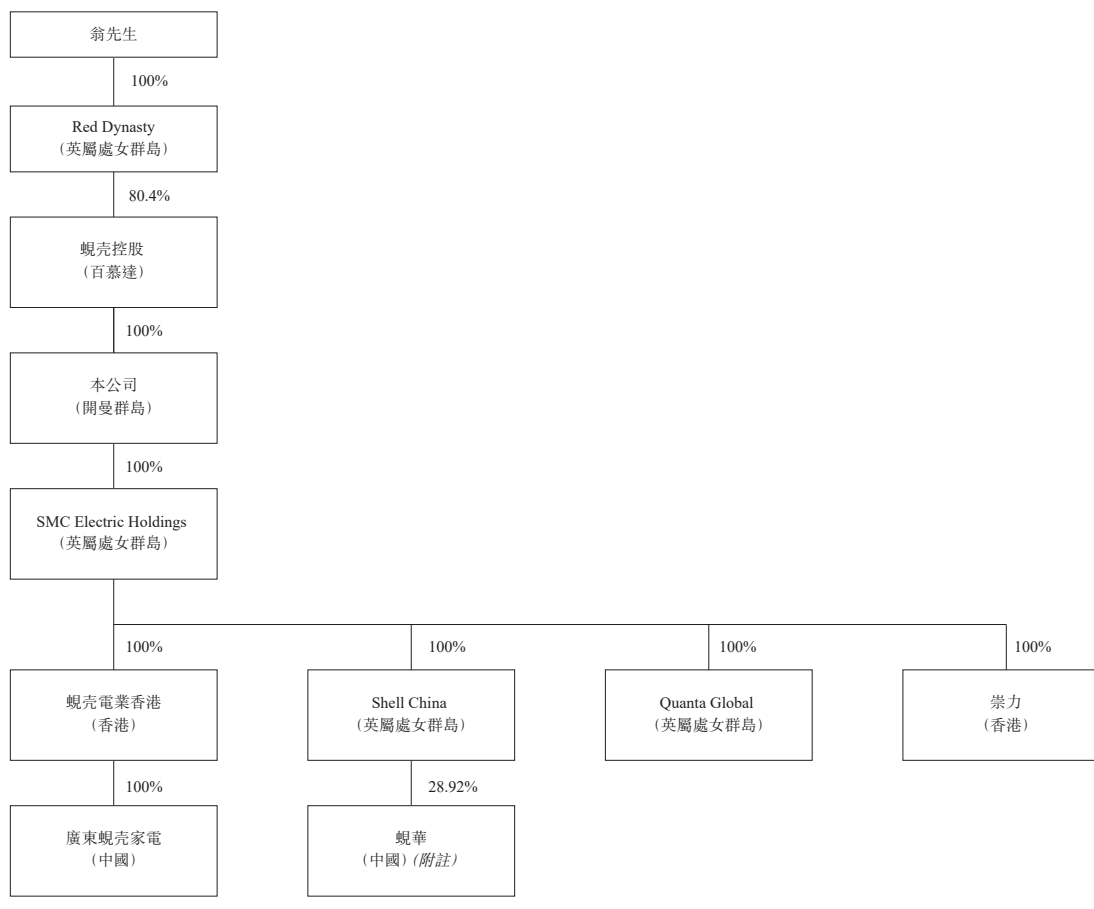 翁先生
100%
Red Dynasty
(英屬處女群島)
80.4%
蜆壳控股
(百慕達)
100%
本公司
(開曼群島)
100%
SMC Electric Holdings
(英屬處女群島)
100%
100%
100%
100%
蜆壳電業香港
(香港)
Shell China
(英屬處女群島)
Quanta Global
(英屬處女群島)
崇力
(香港)
100%
28.92%
廣東蜆壳家電
(中國)
蜆華
(中國) (附註)